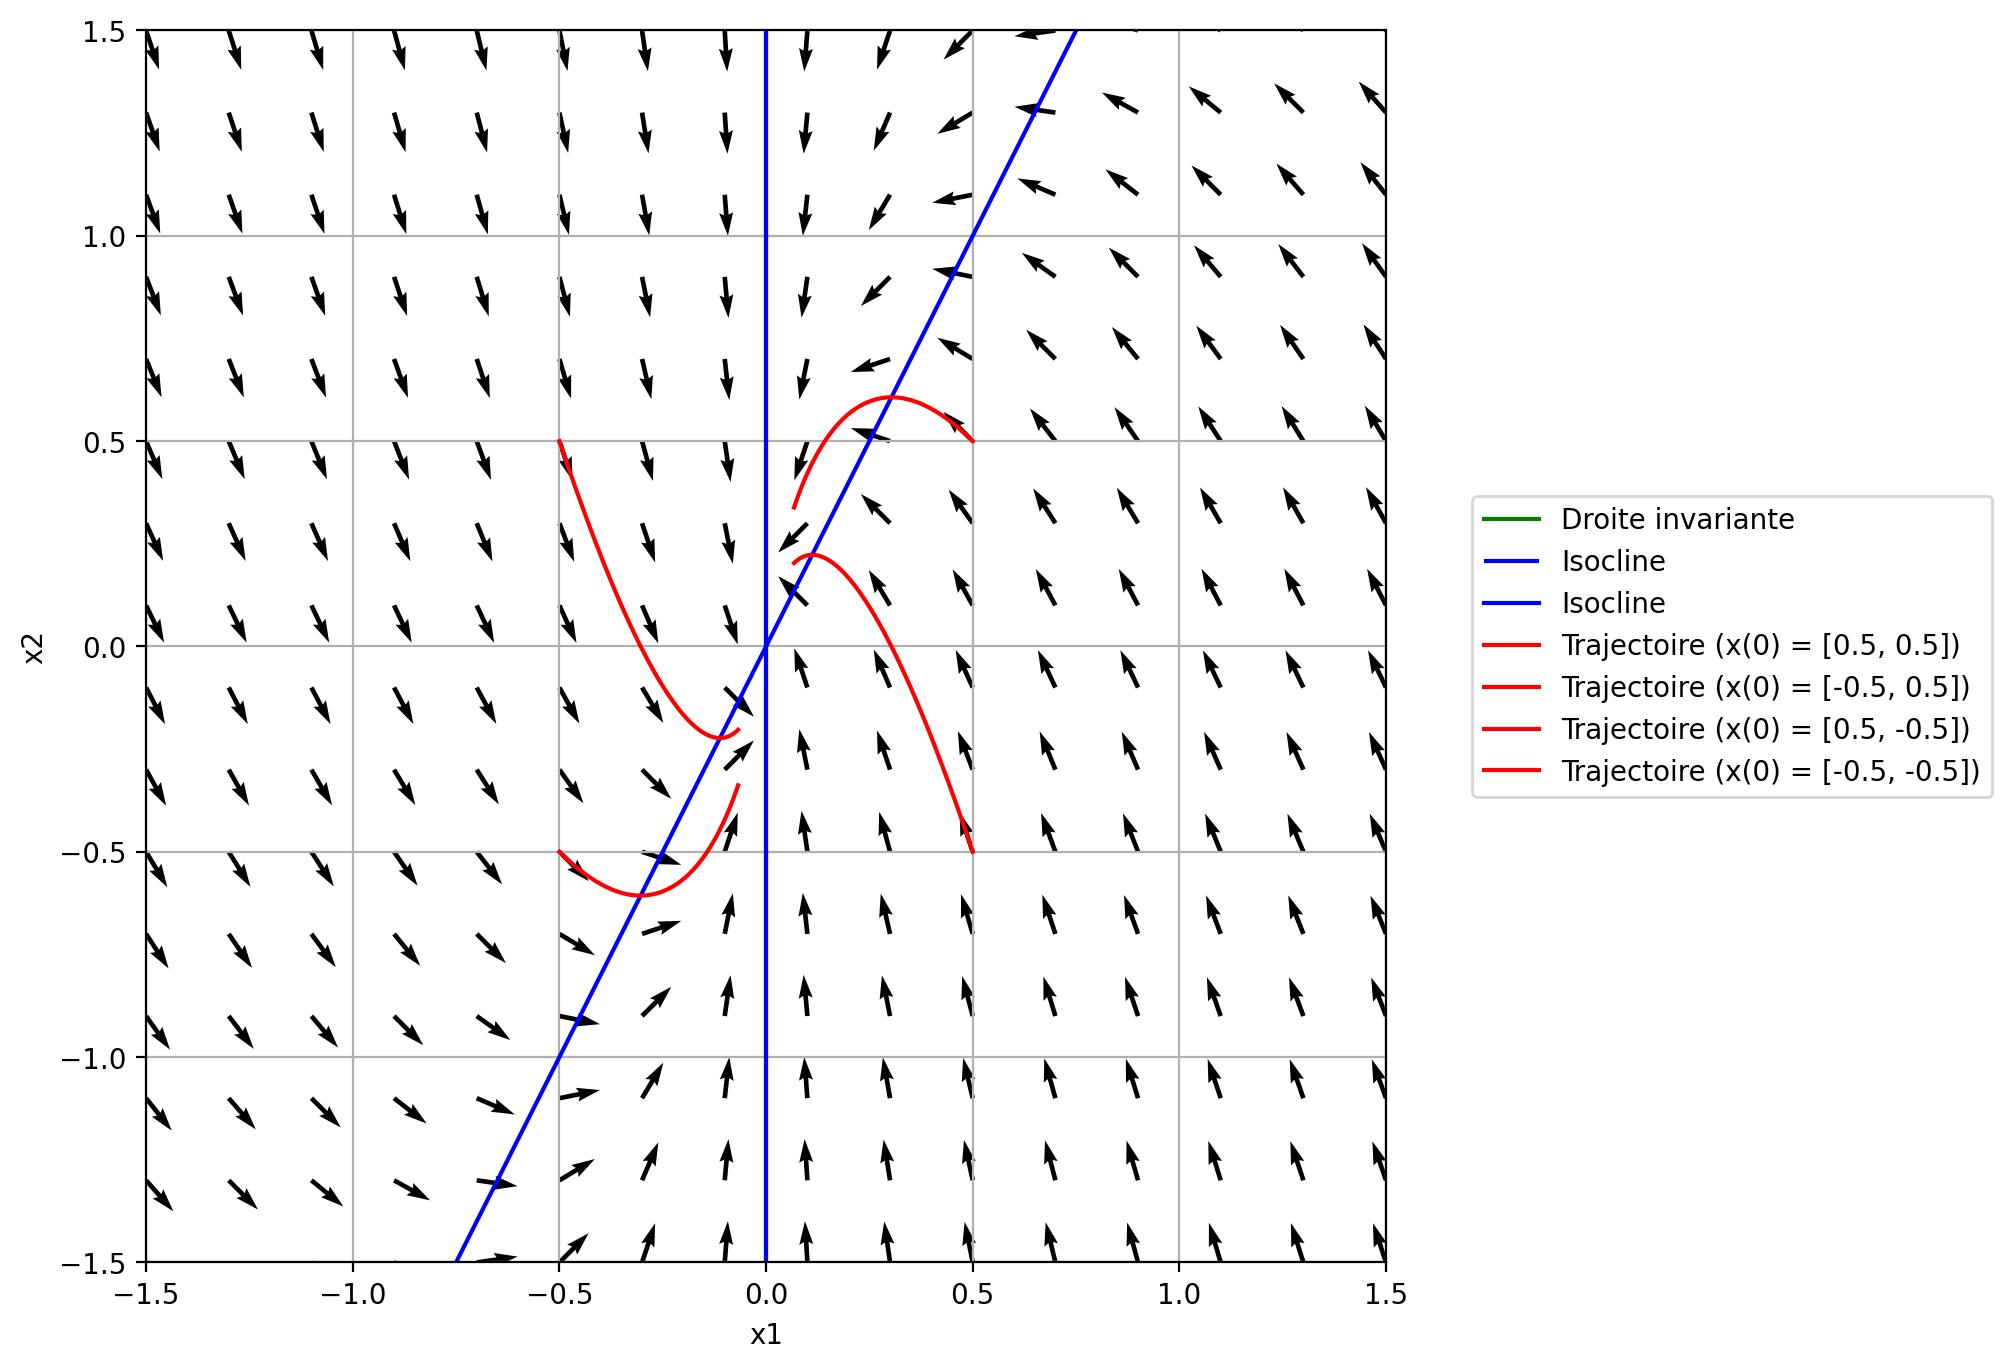 1.5
1.0
0.5
0.0
−0.5
−1.0
−1.5
x2
−1.5 −1.0 −0.5 0.0 0.5 1.0 1.5
x1
Droite invariante
Isocline
Isocline
Trajectoire (x(0) = [0.5, 0.5])
Trajectoire (x(0) = [-0.5, 0.5])
Trajectoire (x(0) = [0.5, -0.5])
Trajectoire (x(0) = [-0.5, -0.5])